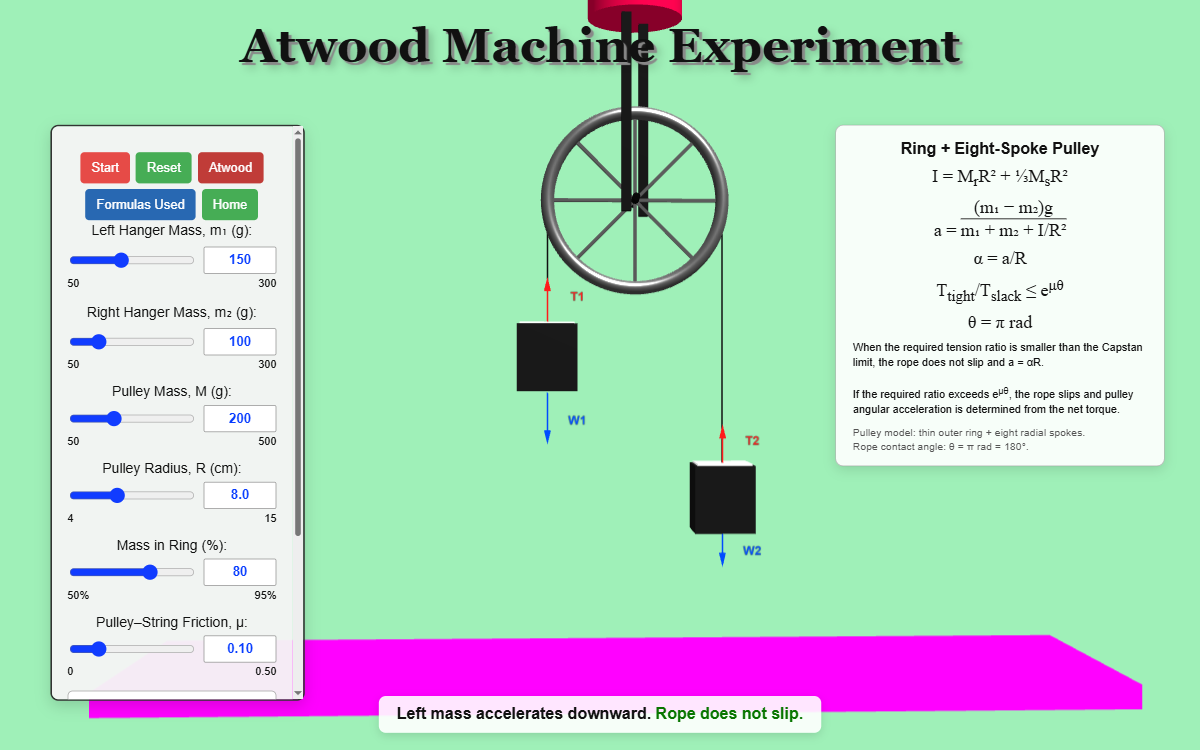 Atwood Machine Experiment
Start Reset Atwood
Formulas Used Home
Left Hanger Mass, m₁ (g):
150
50 300
Right Hanger Mass, m₂ (g):
100
50 300
Pulley Mass, M (g):
200
50 500
Pulley Radius, R (cm):
8.0
4 15
Mass in Ring (%):
80
50% 95%
Pulley–String Friction, μ:
0.10
0 0.50
T1
W1
T2
W2
Ring + Eight-Spoke Pulley
I = MᵣR² + ⅓MₛR²
(m₁ − m₂)g
a = m₁ + m₂ + I/R²
α = a/R
T_tight/T_slack ≤ e^μθ
θ = π rad
When the required tension ratio is smaller than the Capstan
limit, the rope does not slip and a = αR.
If the required ratio exceeds e^μθ, the rope slips and pulley
angular acceleration is determined from the net torque.
Pulley model: thin outer ring + eight radial spokes.
Rope contact angle: θ = π rad = 180°.
Left mass accelerates downward. Rope does not slip.